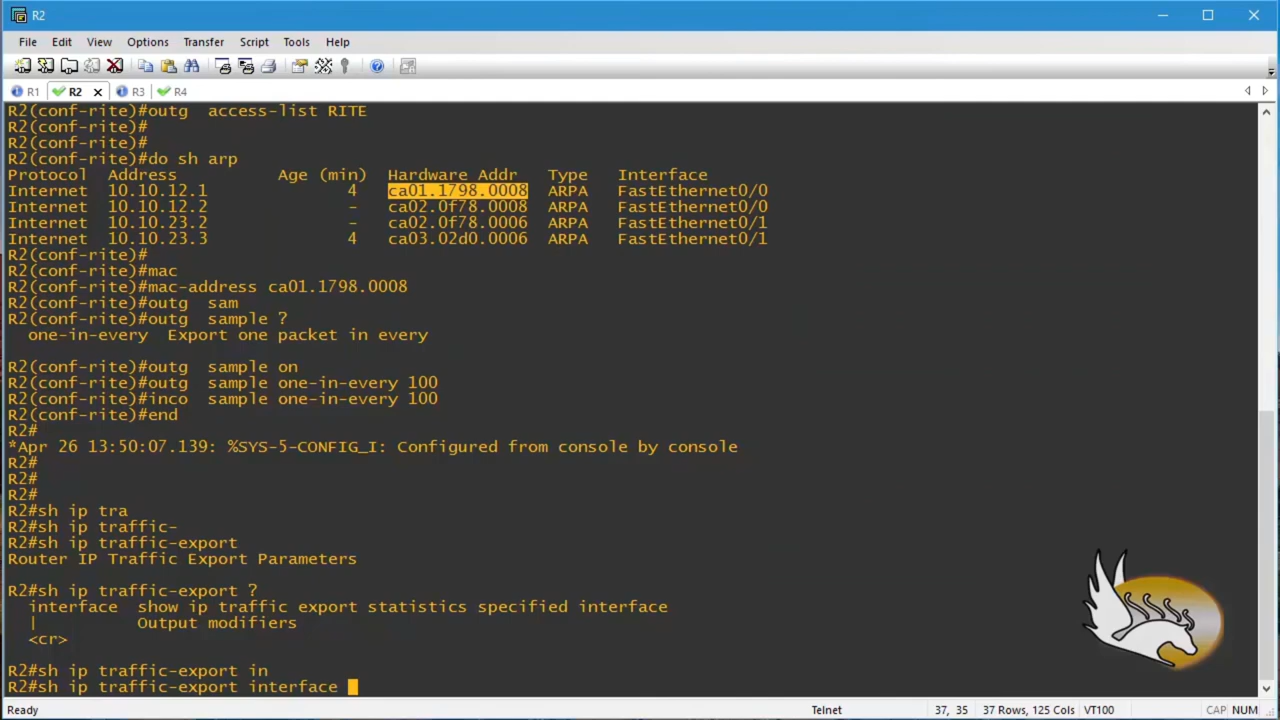 R2
File Edit View Options Transfer Script Tools Help
R1 R2 R3 R4
R2(conf-rite)#outg  access-list RITE
R2(conf-rite)#
R2(conf-rite)#
R2(conf-rite)#do sh arp
Protocol  Address          Age (min)  Hardware Addr   Type   Interface
Internet  10.10.12.1              4   ca01.1798.0008  ARPA   FastEthernet0/0
Internet  10.10.12.2              -   ca02.0f78.0008  ARPA   FastEthernet0/0
Internet  10.10.23.2              -   ca02.0f78.0006  ARPA   FastEthernet0/1
Internet  10.10.23.3              4   ca03.02d0.0006  ARPA   FastEthernet0/1
R2(conf-rite)#
R2(conf-rite)#mac
R2(conf-rite)#mac-address ca01.1798.0008
R2(conf-rite)#outg  sam
R2(conf-rite)#outg  sample ?
  one-in-every  Export one packet in every
R2(conf-rite)#outg  sample on
R2(conf-rite)#outg  sample one-in-every 100
R2(conf-rite)#inco  sample one-in-every 100
R2(conf-rite)#end
R2#
*Apr 26 13:50:07.139: %SYS-5-CONFIG_I: Configured from console by console
R2#
R2#
R2#
R2#sh ip tra
R2#sh ip traffic-
R2#sh ip traffic-export
Router IP Traffic Export Parameters
R2#sh ip traffic-export ?
  interface  show ip traffic export statistics specified interface
  |          Output modifiers
  <cr>
R2#sh ip traffic-export in
R2#sh ip traffic-export interface
Ready Telnet 37, 35 37 Rows, 125 Cols VT100 CAP NUM